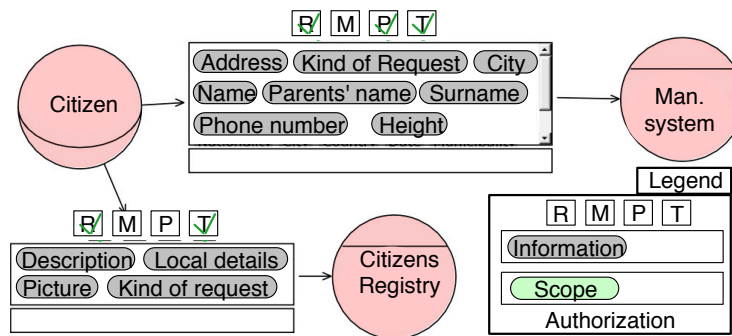 R M P T
Address Kind of Request City
Citizen
Name Parents' name Surname
Man.
system
Phone number Height
Legend
R M P T
R M P T
Information
Description Local details
Citizens
Registry
Picture Kind of request
Scope
Authorization